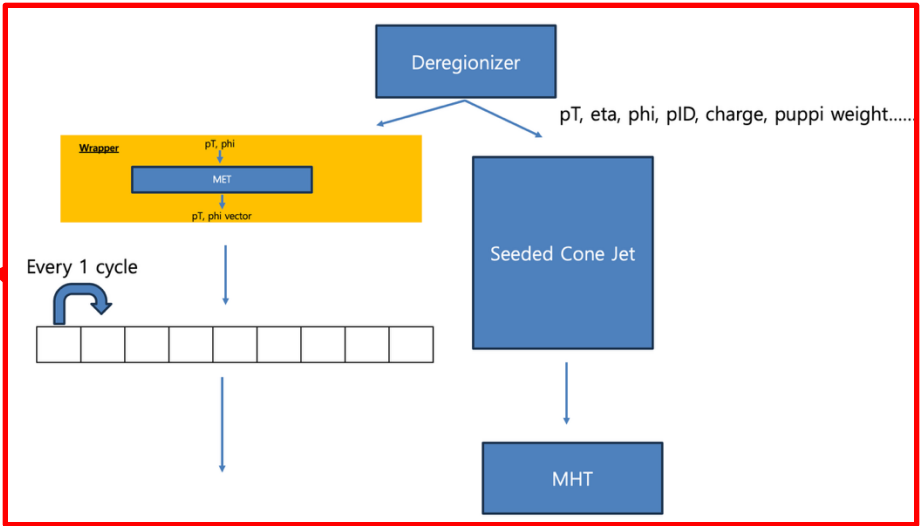 Deregionizer
pT, eta, phi, pID, charge, puppi weight......
Wrapper
pT, phi
MET
pT, phi vector
Seeded Cone Jet
Every 1 cycle
MHT